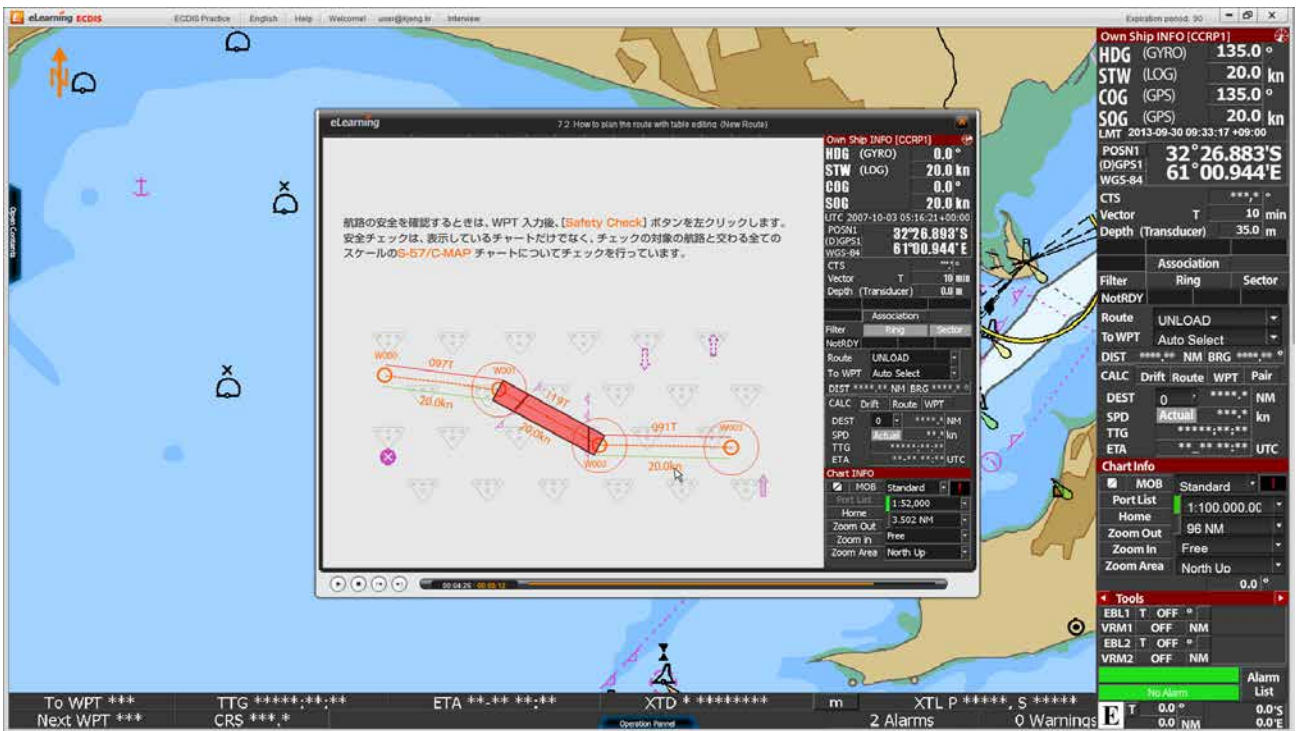 eLearning ECDIS
ECDIS Practice English Help Welcome! user@kjeng.kr Interview
Expiration period: 90
Open Contents
eLearning
7.2 How to plan the route with table editing (New Route)
航路の安全を確認するときは、WPT 入力後、[Safety Check] ボタンを左クリックします。
安全チェックは、表示しているチャートだけでなく、チェックの対象の航路と交わる全ての
スケールのS-57/C-MAP チャートについてチェックを行っています。
W000 097T W001
20.0kn 119T
20.0kn 091T
W002 20.0kn
Own Ship INFO [CCRP1]
HDG (GYRO) 0.0 °
STW (LOG) 20.0 kn
COG 0.0 °
SOG 20.0 kn
UTC 2007-10-03 05:16:21+00:00
POSN1 32°26.893'S
(D)GPS1
WGS-84 61°00.944'E
CTS
Vector T 10 min
Depth (Transducer) 0.0 m
Association
Filter Ring Sector
NotRDY
Route UNLOAD
To WPT Auto Select
DIST ****.** NM BRG ****.* °
CALC Drift Route WPT
DEST 0 ****.* NM
SPD Actual **.* kn
TTG *****:**:**
ETA **-** **:** UTC
Chart INFO
MOB Standard !
Port List 1:52,000
Home
Zoom Out 3.502 NM
Zoom in Free
Zoom Area North Up
00:04:25 00:05:12
Own Ship INFO [CCRP1]
HDG (GYRO) 135.0 °
STW (LOG) 20.0 kn
COG (GPS) 135.0 °
SOG (GPS) 20.0 kn
LMT 2013-09-30 09:33:17 +09:00
POSN1 32°26.883'S
(D)GPS1
WGS-84 61°00.944'E
CTS ***.* °
Vector T 10 min
Depth (Transducer) 35.0 m
Association
Filter Ring Sector
NotRDY
Route UNLOAD
To WPT Auto Select
DIST ****.** NM BRG ****.** °
CALC Drift Route WPT Pair
DEST 0 ****.* NM
SPD Actual ***.* kn
TTG *****:**:**
ETA **_** **:** UTC
Chart Info
MOB Standard !
Port List 1:100.000.00
Home
Zoom Out 96 NM
Zoom In Free
Zoom Area North Up
0.0 °
Tools
EBL1 T OFF °
VRM1 OFF NM
EBL2 T OFF °
VRM2 OFF NM
Alarm
No Alarm List
E T 0.0 ° 0.0'S
0.0 NM 0.0'E
To WPT *** TTG *****:**:** ETA **-** **:** XTD * ******** m XTL P *****, S *****
Next WPT *** CRS ***.* Operation Pannel 2 Alarms 0 Warnings